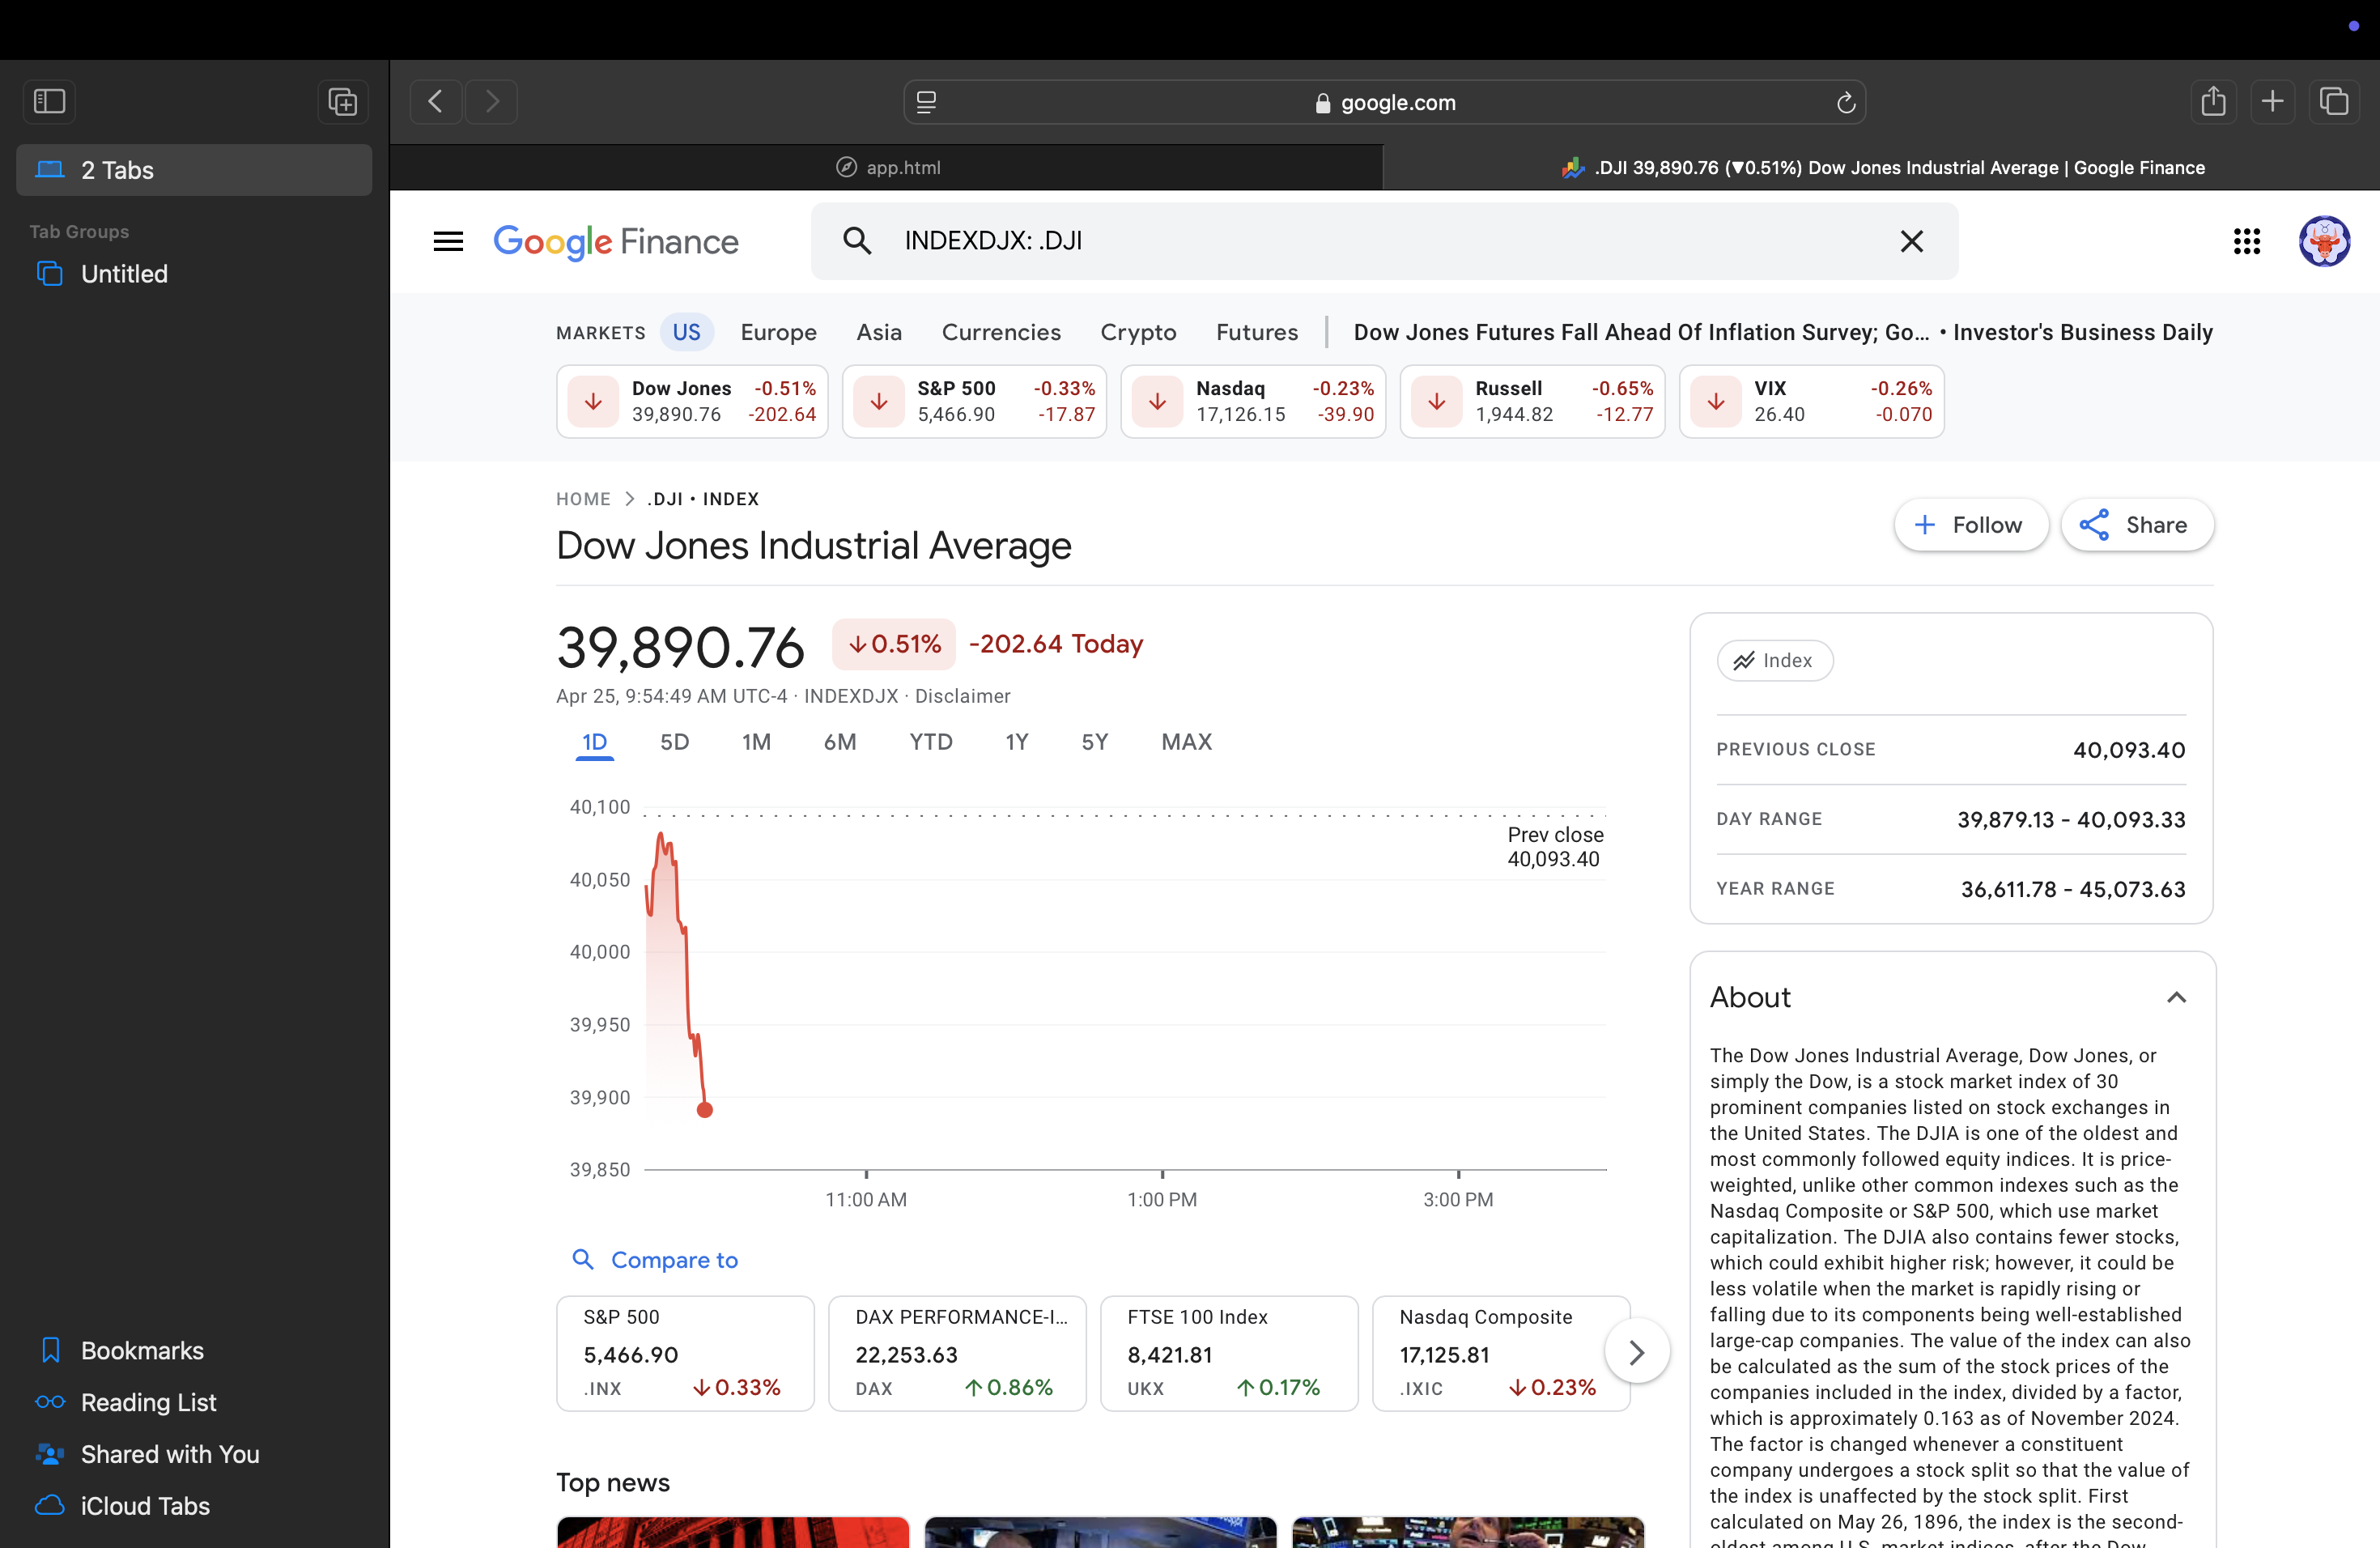 2 Tabs
Tab Groups
Untitled
Bookmarks
Reading List
Shared with You
iCloud Tabs
google.com
app.html
.DJI 39,890.76 (▼0.51%) Dow Jones Industrial Average | Google Finance
Google Finance
INDEXDJX: .DJI
MARKETS US Europe Asia Currencies Crypto Futures Dow Jones Futures Fall Ahead Of Inflation Survey; Go... • Investor's Business Daily
Dow Jones -0.51%
39,890.76 -202.64
S&P 500 -0.33%
5,466.90 -17.87
Nasdaq -0.23%
17,126.15 -39.90
Russell -0.65%
1,944.82 -12.77
VIX -0.26%
26.40 -0.070
HOME > .DJI • INDEX
Dow Jones Industrial Average
Follow
Share
39,890.76 ↓0.51% -202.64 Today
Apr 25, 9:54:49 AM UTC-4 · INDEXDJX · Disclaimer
1D 5D 1M 6M YTD 1Y 5Y MAX
40,100
40,050
40,000
39,950
39,900
39,850
Prev close
40,093.40
11:00 AM 1:00 PM 3:00 PM
Compare to
S&P 500
5,466.90
.INX ↓0.33%
DAX PERFORMANCE-I...
22,253.63
DAX ↑0.86%
FTSE 100 Index
8,421.81
UKX ↑0.17%
Nasdaq Composite
17,125.81
.IXIC ↓0.23%
Top news
Index
PREVIOUS CLOSE 40,093.40
DAY RANGE 39,879.13 - 40,093.33
YEAR RANGE 36,611.78 - 45,073.63
About
The Dow Jones Industrial Average, Dow Jones, or
simply the Dow, is a stock market index of 30
prominent companies listed on stock exchanges in
the United States. The DJIA is one of the oldest and
most commonly followed equity indices. It is price-
weighted, unlike other common indexes such as the
Nasdaq Composite or S&P 500, which use market
capitalization. The DJIA also contains fewer stocks,
which could exhibit higher risk; however, it could be
less volatile when the market is rapidly rising or
falling due to its components being well-established
large-cap companies. The value of the index can also
be calculated as the sum of the stock prices of the
companies included in the index, divided by a factor,
which is approximately 0.163 as of November 2024.
The factor is changed whenever a constituent
company undergoes a stock split so that the value of
the index is unaffected by the stock split. First
calculated on May 26, 1896, the index is the second-
oldest among U.S. market indices, after the Dow